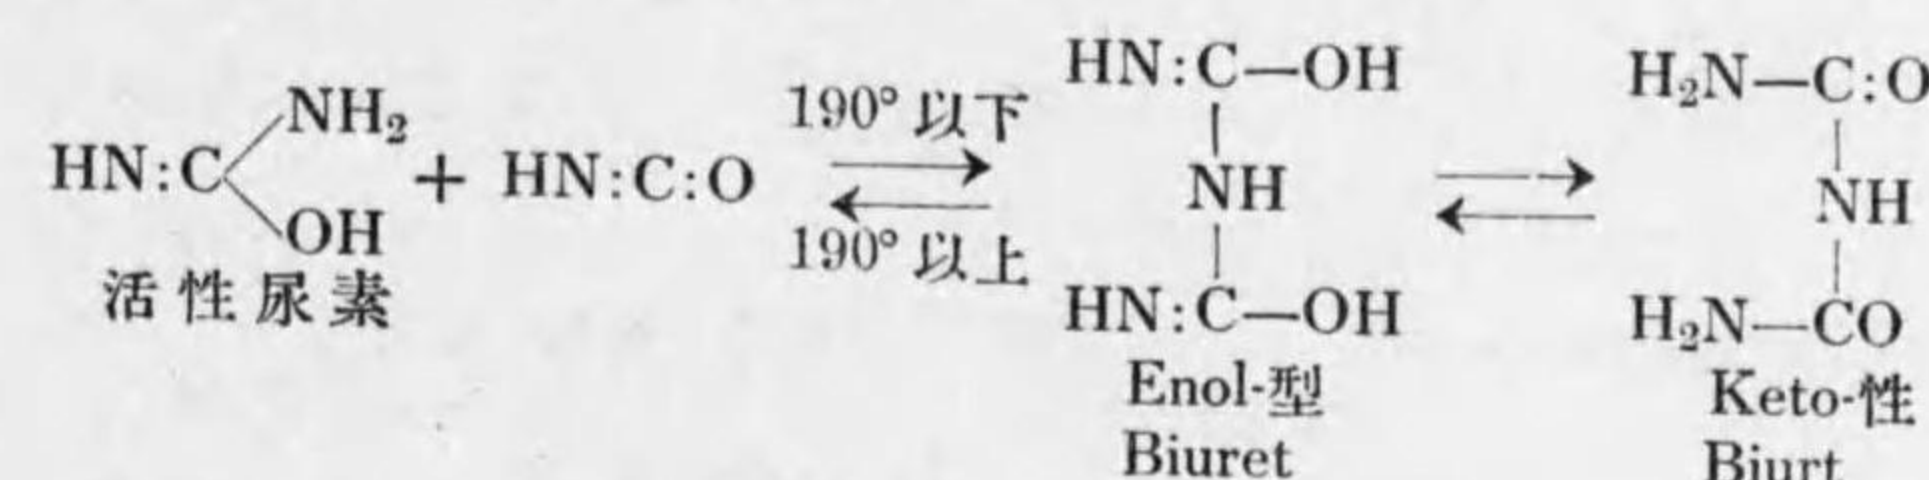 HN:C NH₂ OH + HN:C:O
活性尿素
190° 以下
190° 以上
HN:C—OH
NH
HN:C—OH
Enol-型
Biuret
H₂N—C:O
NH
H₂N—CO
Keto-性
Biurt